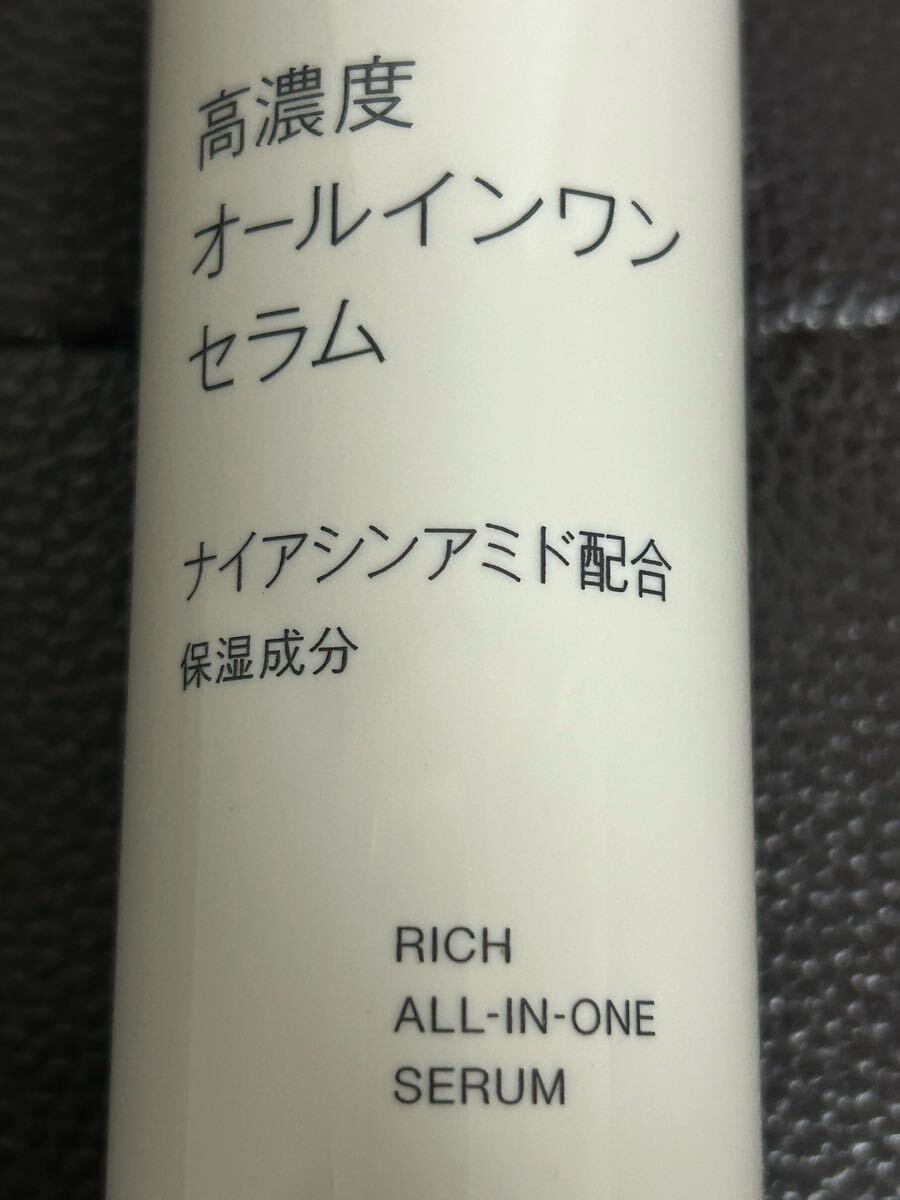 高濃度
オールインワン
セラム
ナイアシンアミド配合
保湿成分
RICH
ALL-IN-ONE
SERUM